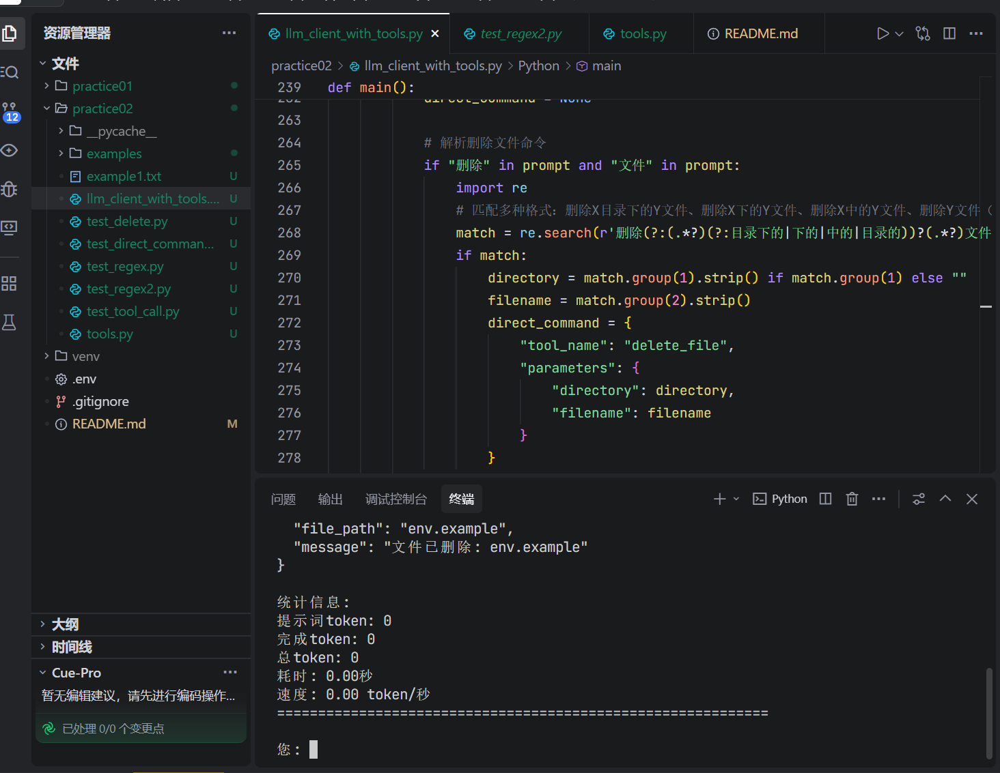 资源管理器
文件
practice01
practice02
__pycache__
examples
example1.txt U
llm_client_with_tools.... U
test_delete.py U
test_direct_comman... U
test_regex.py U
test_regex2.py U
test_tool_call.py U
tools.py U
venv
.env
.gitignore
README.md M
大纲
时间线
Cue-Pro
暂无编辑建议，请先进行编码操作...
已处理 0/0 个变更点
12
llm_client_with_tools.py
test_regex2.py
tools.py
README.md
practice02 > llm_client_with_tools.py > Python > main
239 def main():
direct_command = None
263
264 # 解析删除文件命令
265 if "删除" in prompt and "文件" in prompt:
266 import re
267 # 匹配多种格式：删除X目录下的Y文件、删除X下的Y文件、删除X中的Y文件、删除Y文件（
268 match = re.search(r'删除(?:(.*?)(?:目录下的|下的|中的|目录的))?(.*?)文件
269 if match:
270 directory = match.group(1).strip() if match.group(1) else ""
271 filename = match.group(2).strip()
272 direct_command = {
273 "tool_name": "delete_file",
274 "parameters": {
275 "directory": directory,
276 "filename": filename
277 }
278 }
问题 输出 调试控制台 终端
Python
"file_path": "env.example",
"message": "文件已删除: env.example"
}
统计信息:
提示词token: 0
完成token: 0
总token: 0
耗时: 0.00秒
速度: 0.00 token/秒
============================================================
您: